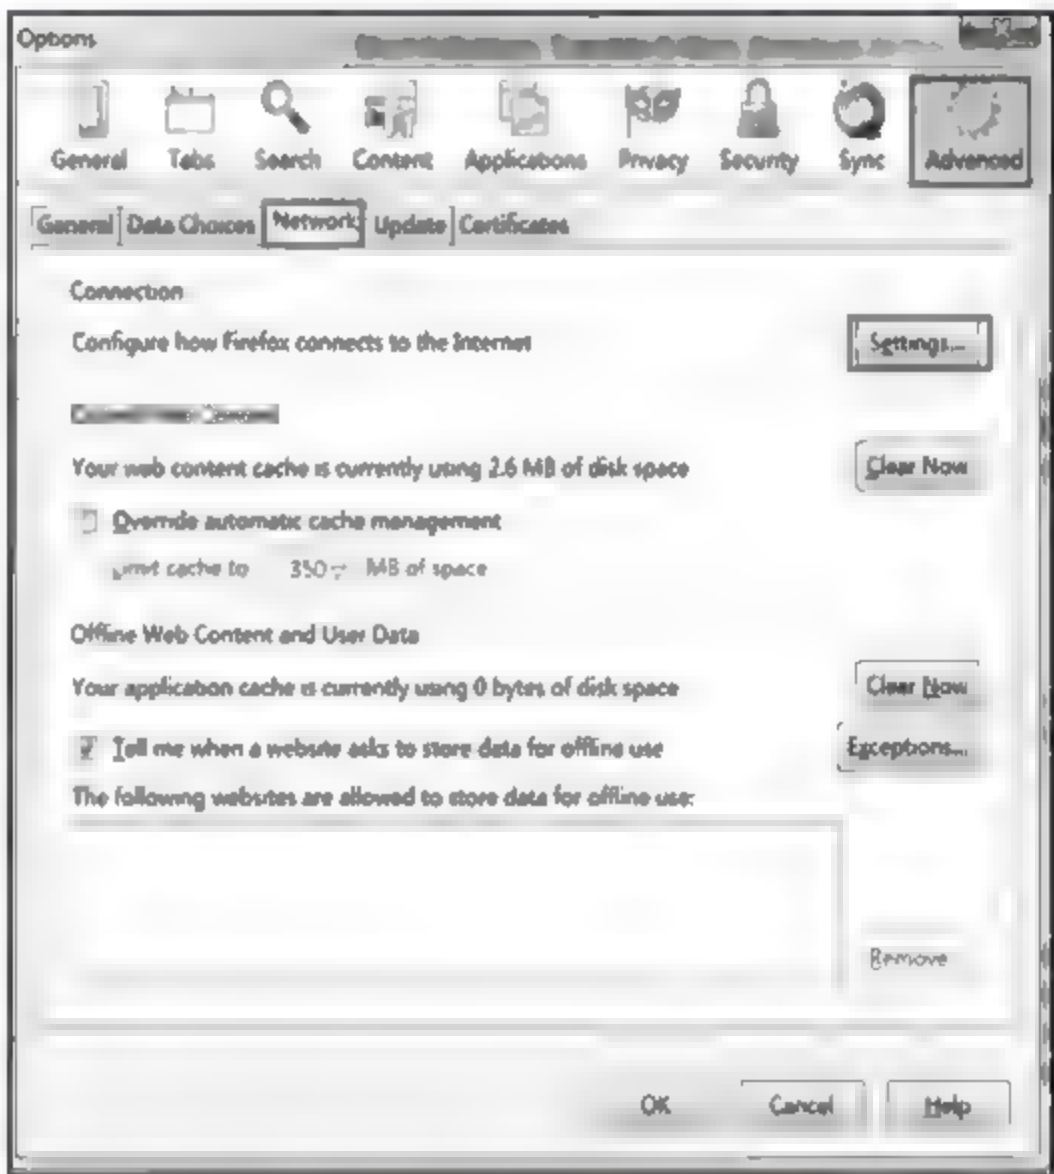 Options
General Tabs Search Content Applications Privacy Security Sync Advanced
General Data Choices Network Update Certificates
Connection
Configure how Firefox connects to the Internet Settings...
Your web content cache is currently using 2.6 MB of disk space Clear Now
Override automatic cache management
Limit cache to 350 MB of space
Offline Web Content and User Data
Your application cache is currently using 0 bytes of disk space Clear Now
Tell me when a website asks to store data for offline use Exceptions...
The following websites are allowed to store data for offline use:
Remove
OK Cancel Help